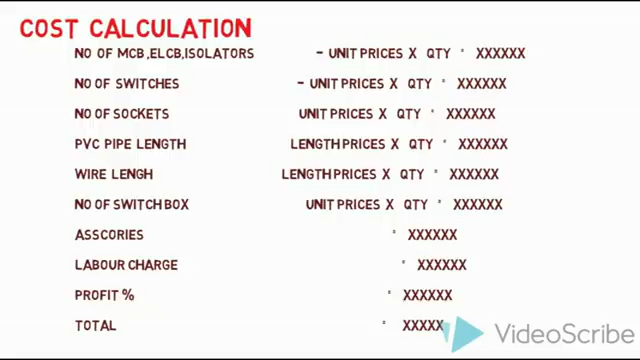 COST CALCULATION
NO OF MCB,ELCB,ISOLATORS - UNIT PRICES X QTY = XXXXXX
NO OF SWITCHES - UNIT PRICES X QTY = XXXXXX
NO OF SOCKETS UNIT PRICES X QTY = XXXXXX
PVC PIPE LENGTH LENGTH PRICES X QTY = XXXXXX
WIRE LENGH LENGTH PRICES X QTY = XXXXXX
NO OF SWITCH BOX UNIT PRICES X QTY = XXXXXX
ASSCORIES = XXXXXX
LABOUR CHARGE = XXXXXX
PROFIT % = XXXXXX
TOTAL = XXXXX
VideoScribe